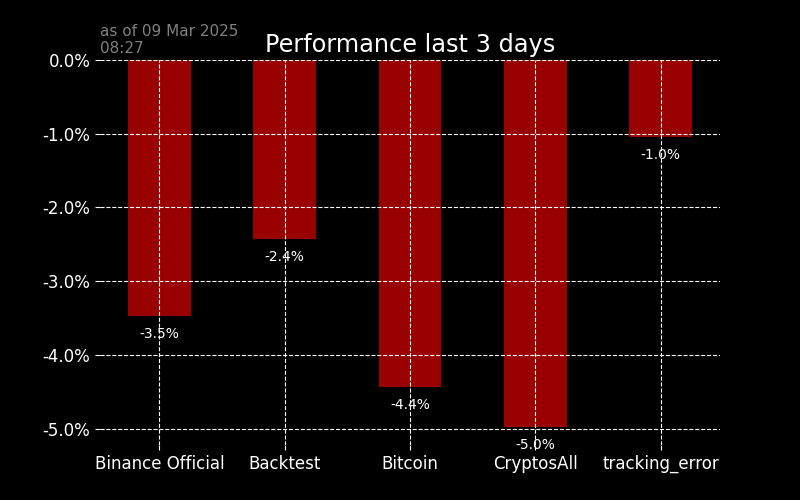 as of 09 Mar 2025
08:27
Performance last 3 days
0.0%
-1.0%
-2.0%
-3.0%
-4.0%
-5.0%
-3.5%
-2.4%
-4.4%
-5.0%
-1.0%
Binance Official
Backtest
Bitcoin
CryptosAll
tracking_error